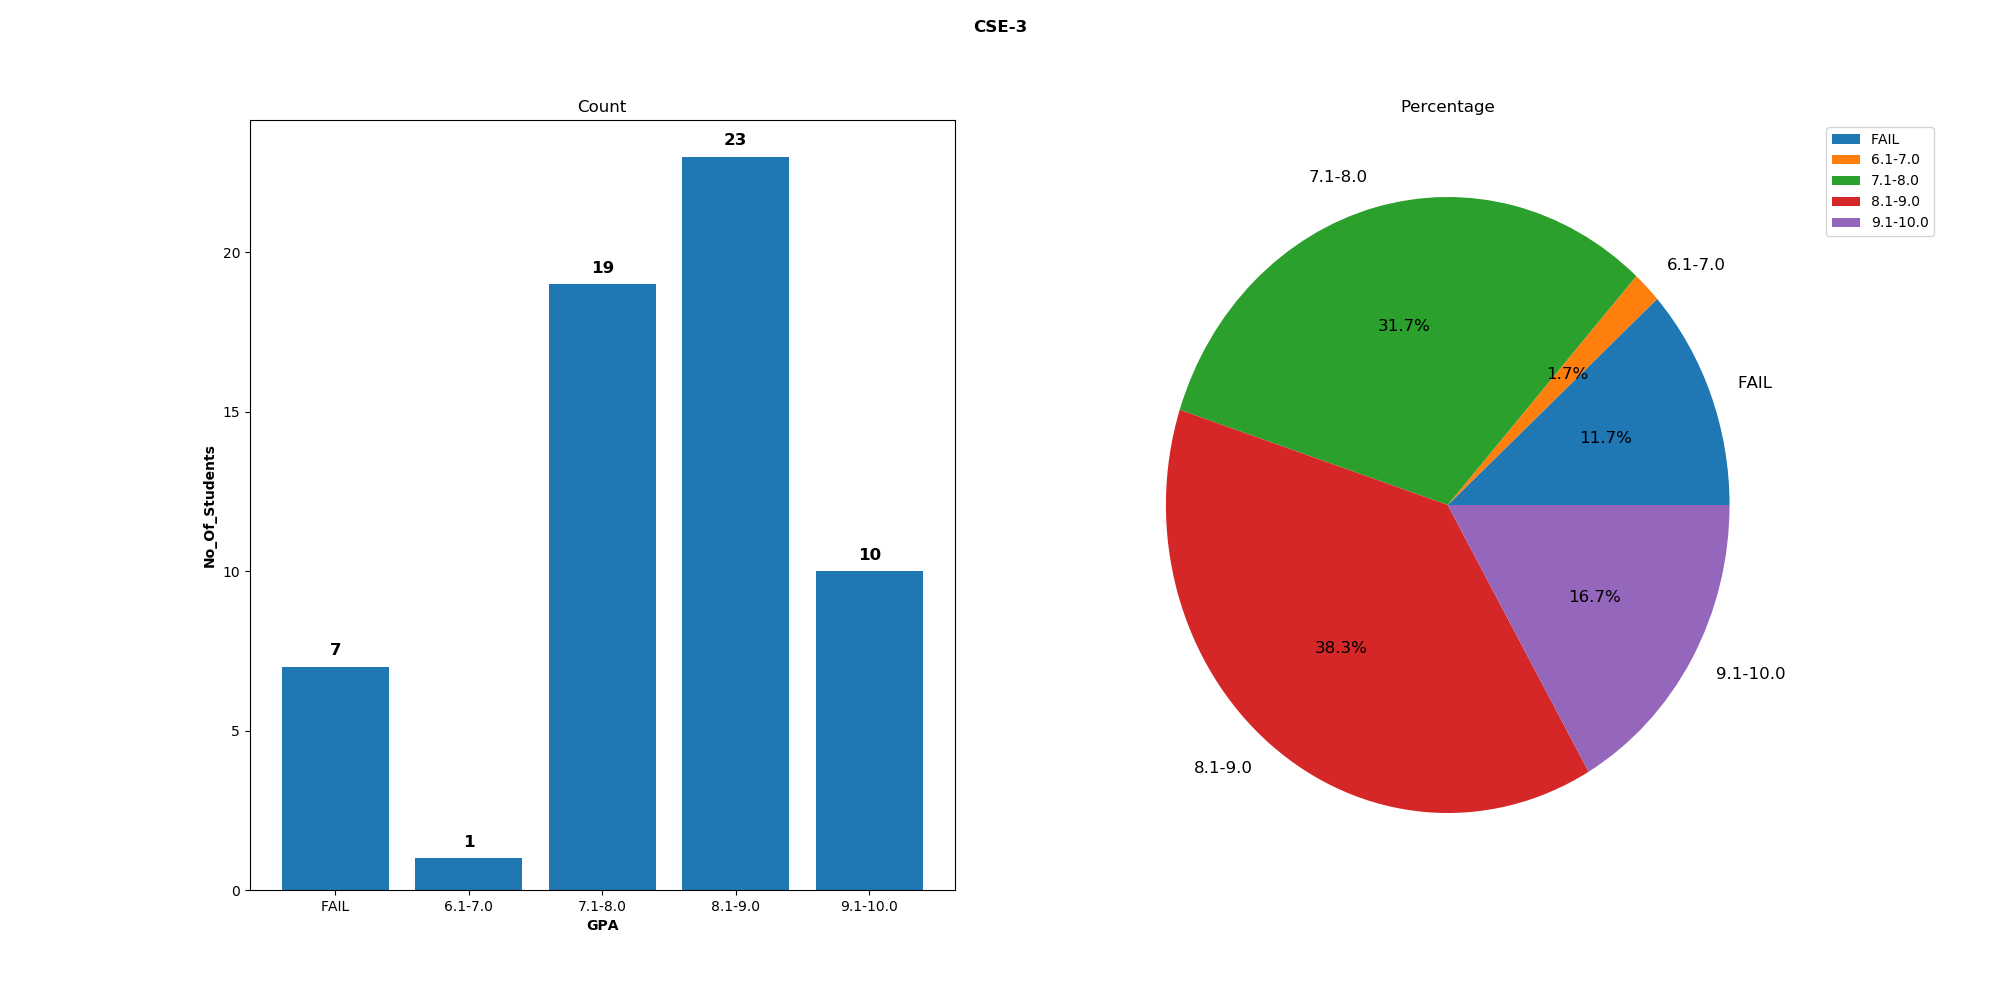 CSE-3
Count
23
19
10
7
1
20
15
10
5
0
No_Of_Students
FAIL 6.1-7.0 7.1-8.0 8.1-9.0 9.1-10.0
GPA
Percentage
FAIL
6.1-7.0
7.1-8.0
8.1-9.0
9.1-10.0
7.1-8.0
6.1-7.0
31.7%
1.7%
FAIL
11.7%
16.7%
38.3%
9.1-10.0
8.1-9.0